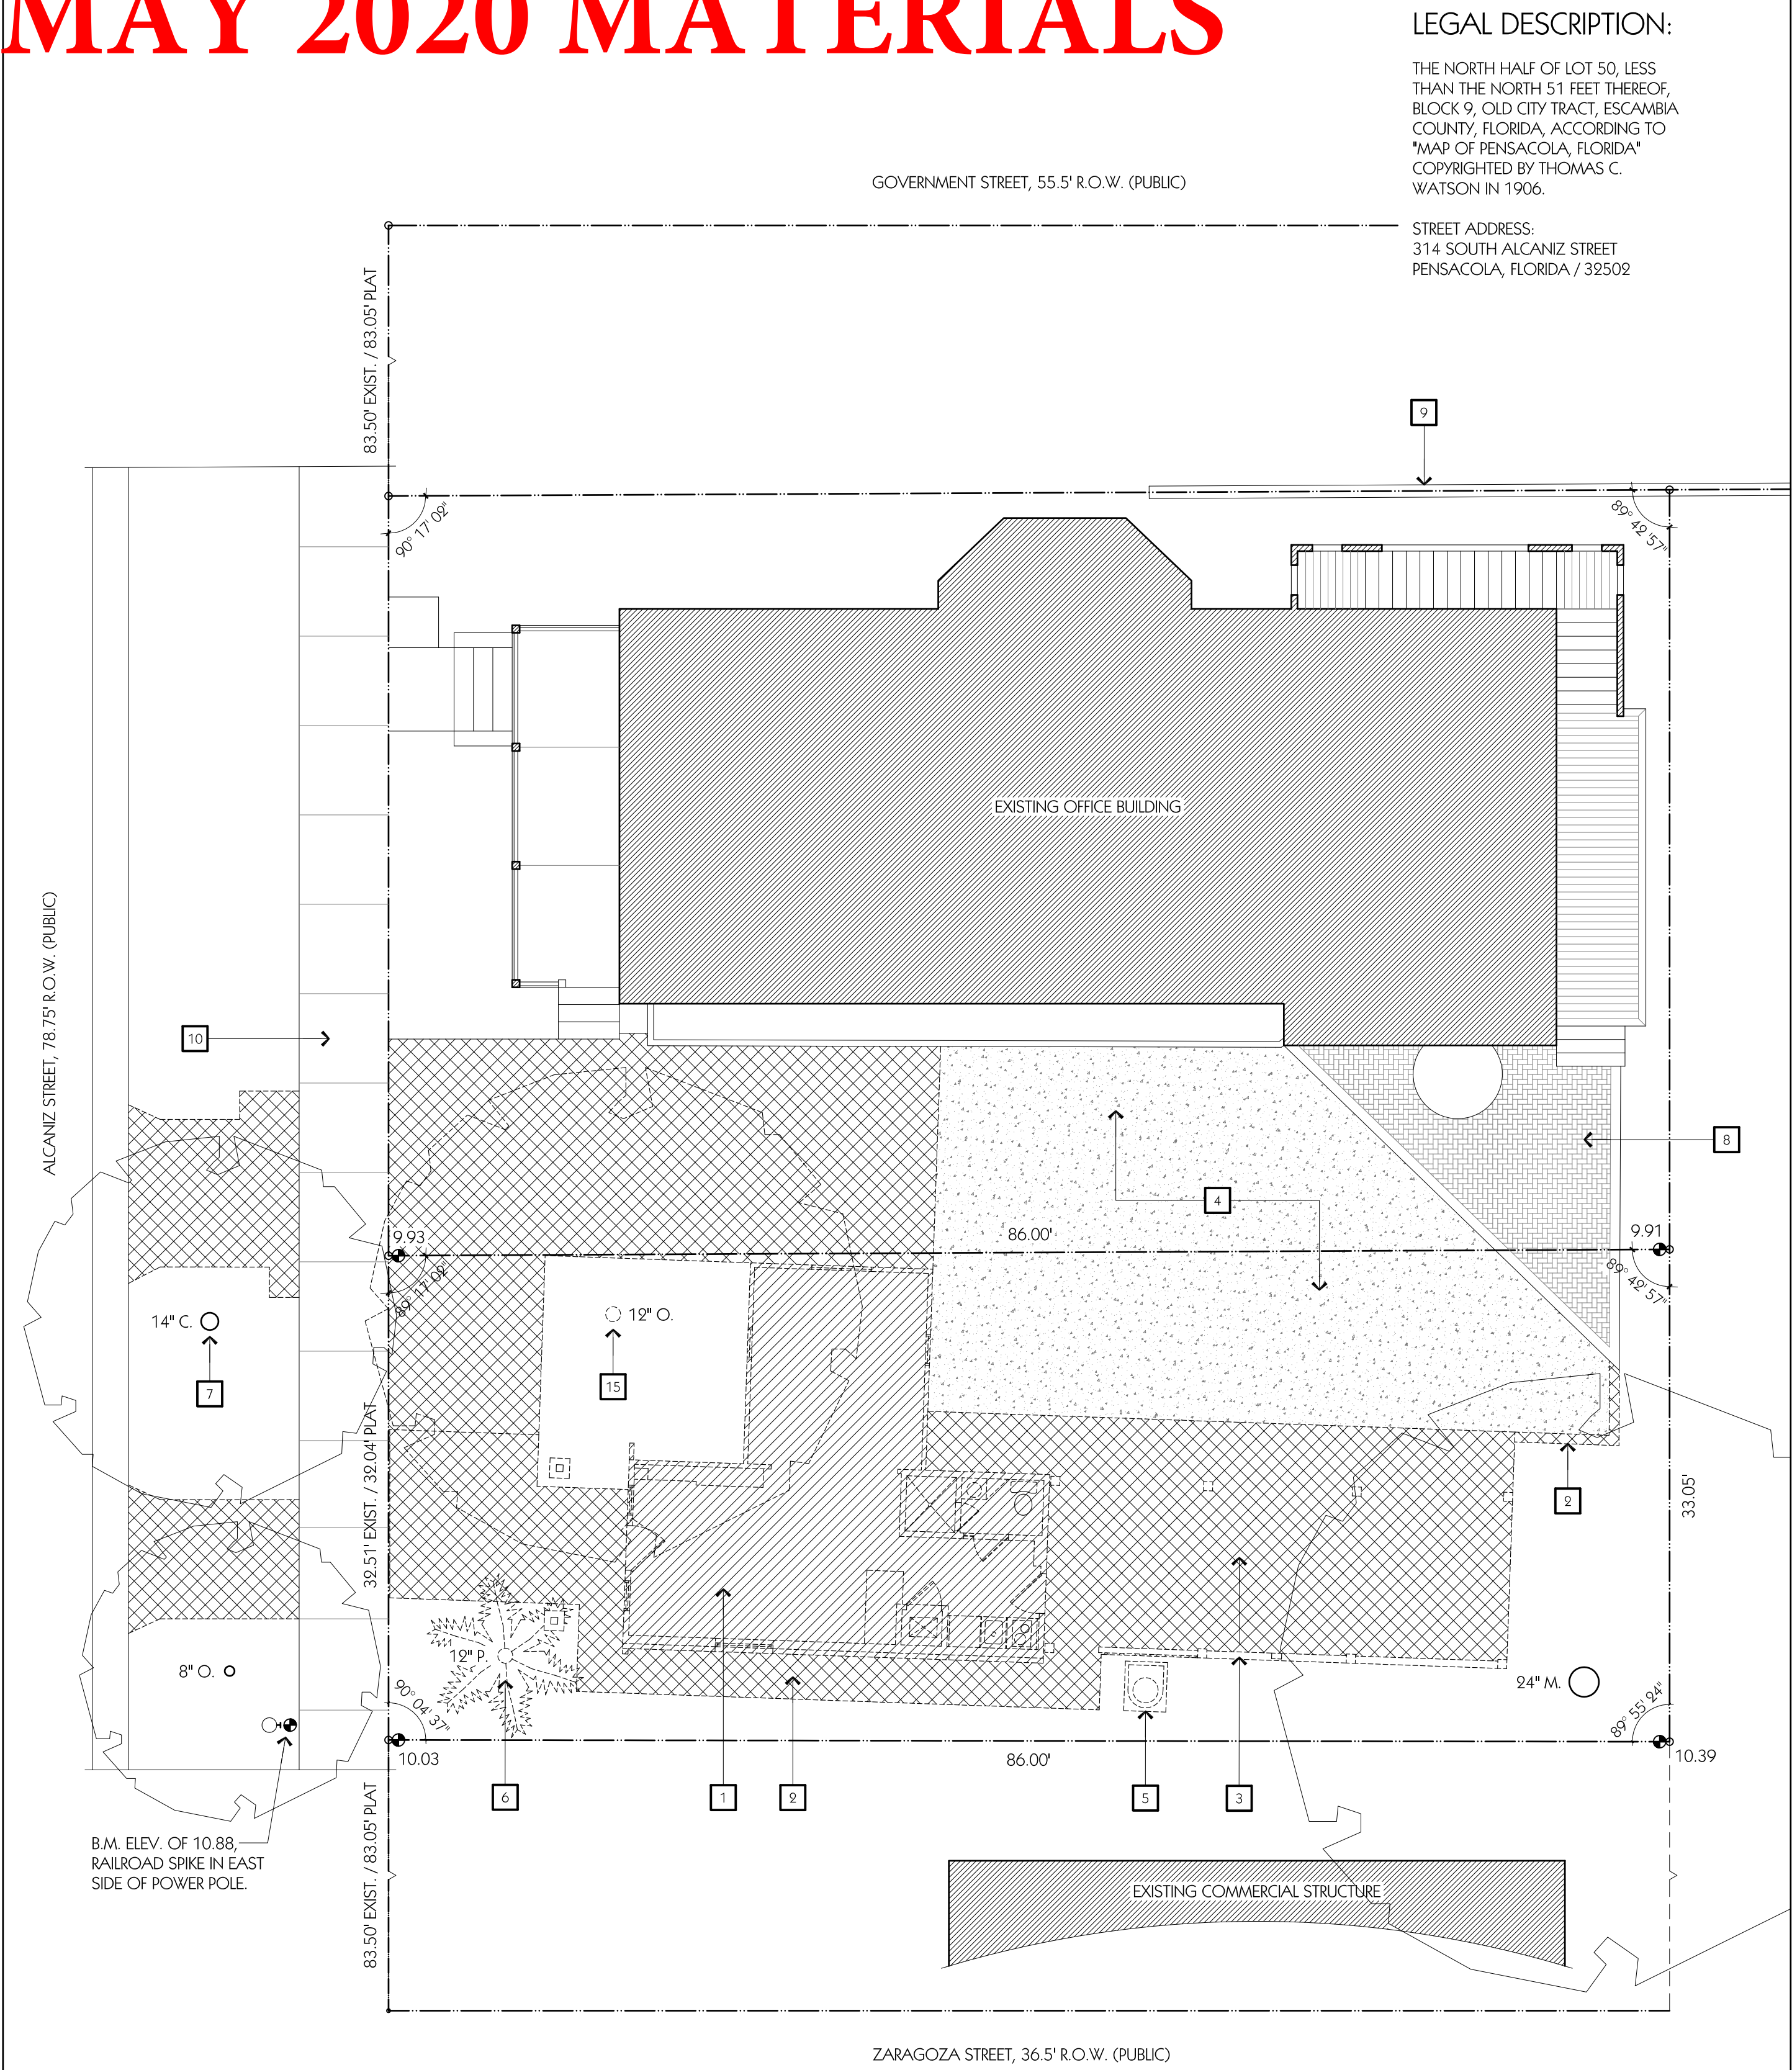 MAY 2020 MATERIALS
LEGAL DESCRIPTION:
THE NORTH HALF OF LOT 50, LESS
THAN THE NORTH 51 FEET THEREOF,
BLOCK 9, OLD CITY TRACT, ESCAMBIA
COUNTY, FLORIDA, ACCORDING TO
"MAP OF PENSACOLA, FLORIDA"
COPYRIGHTED BY THOMAS C.
WATSON IN 1906.
STREET ADDRESS:
314 SOUTH ALCANIZ STREET
PENSACOLA, FLORIDA / 32502
GOVERNMENT STREET, 55.5' R.O.W. (PUBLIC)
83.50' EXIST. / 83.05' PLAT
9
90° 17' 02"
89° 42' 57"
EXISTING OFFICE BUILDING
ALCANIZ STREET, 78.75' R.O.W. (PUBLIC)
10
8
4
9.93
86.00'
9.91
89° 17' 02"
89° 42' 57"
14" C.
12" O.
7
15
32.51' EXIST. / 32.04' PLAT
2
33.05'
12" P.
8" O.
24" M.
90° 04' 37"
89° 55' 24"
10.03
86.00'
10.39
6
1
2
5
3
B.M. ELEV. OF 10.88,
RAILROAD SPIKE IN EAST
SIDE OF POWER POLE.
83.50' EXIST. / 83.05' PLAT
EXISTING COMMERCIAL STRUCTURE
ZARAGOZA STREET, 36.5' R.O.W. (PUBLIC)